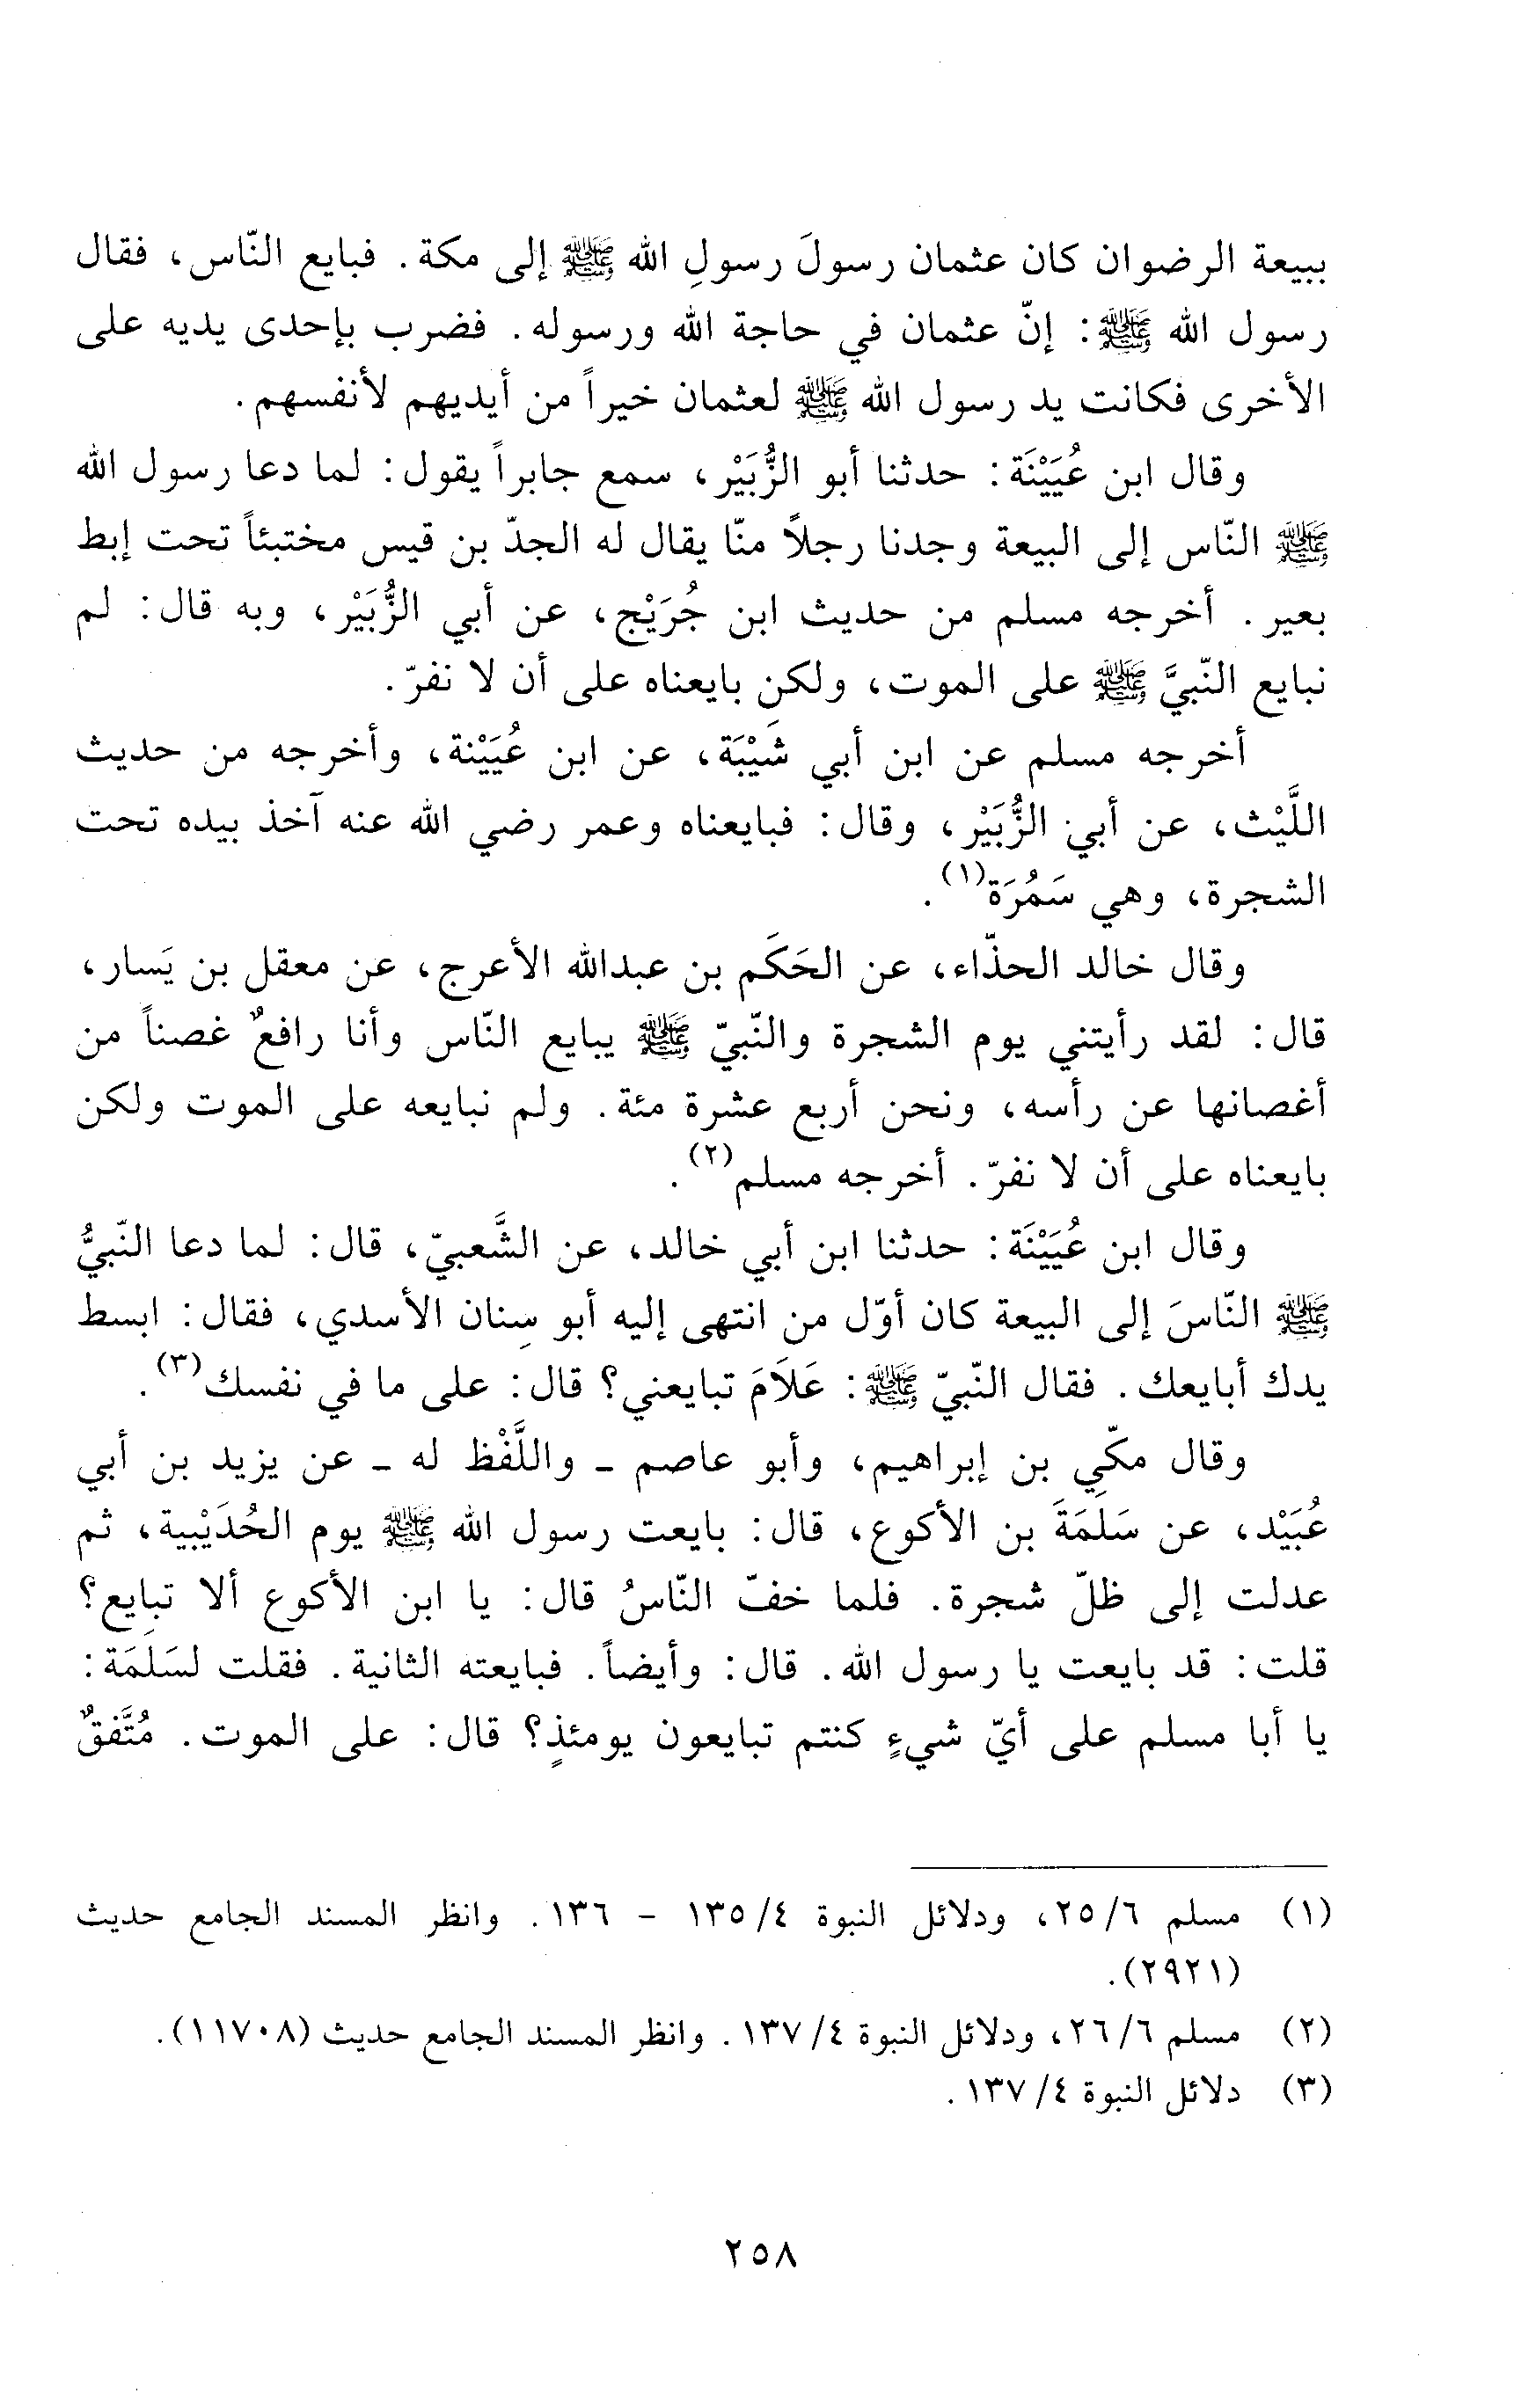 ببيعة الرضوان كان عثمان رسولَ رسولِ الله ﷺ إلى مكة. فبايع النّاس، فقال
رسول الله ﷺ: إنّ عثمان في حاجة الله ورسوله. فضرب بإحدى يديه على
الأخرى فكانت يد رسول الله ﷺ لعثمان خيراً من أيديهم لأنفسهم.
وقال ابن عُيَيْنَة: حدثنا أبو الزُّبَيْر، سمع جابراً يقول: لما دعا رسول الله
ﷺ النّاس إلى البيعة وجدنا رجلاً منّا يقال له الجدّ بن قيس مختبئاً تحت إبط
بعير. أخرجه مسلم من حديث ابن جُرَيْج، عن أبي الزُّبَيْر، وبه قال: لم
نبايع النّبيَّ ﷺ على الموت، ولكن بايعناه على أن لا نفرّ.
أخرجه مسلم عن ابن أبي شَيْبَة، عن ابن عُيَيْنة، وأخرجه من حديث
اللَّيْث، عن أبي الزُّبَيْر، وقال: فبايعناه وعمر رضي الله عنه آخذ بيده تحت
الشجرة، وهي سَمُرَة(١).
وقال خالد الحذّاء، عن الحَكَم بن عبدالله الأعرج، عن معقل بن يَسار،
قال: لقد رأيتني يوم الشجرة والنّبيّ ﷺ يبايع النّاس وأنا رافعٌ غصناً من
أغصانها عن رأسه، ونحن أربع عشرة مئة. ولم نبايعه على الموت ولكن
بايعناه على أن لا نفرّ. أخرجه مسلم(٢).
وقال ابن عُيَيْنَة: حدثنا ابن أبي خالد، عن الشَّعبيّ، قال: لما دعا النّبيُّ
ﷺ النّاسَ إلى البيعة كان أوّل من انتهى إليه أبو سِنان الأسدي، فقال: ابسط
يدك أبايعك. فقال النّبيّ ﷺ: عَلَامَ تبايعني؟ قال: على ما في نفسك(٣).
وقال مكّي بن إبراهيم، وأبو عاصم ـ واللَّفْظ له ـ عن يزيد بن أبي
عُبَيْد، عن سَلَمَةَ بن الأكوع، قال: بايعت رسول الله ﷺ يوم الحُدَيْبية، ثم
عدلت إلى ظلّ شجرة. فلما خفّ النّاسُ قال: يا ابن الأكوع ألا تبايع؟
قلت: قد بايعت يا رسول الله. قال: وأيضاً. فبايعته الثانية. فقلت لسَلَمَة:
يا أبا مسلم على أيّ شيءٍ كنتم تبايعون يومئذٍ؟ قال: على الموت. مُتَّفقٌ
(١) مسلم ٦/ ٢٥، ودلائل النبوة ٤/ ١٣٥ - ١٣٦. وانظر المسند الجامع حديث
(٢٩٢١).
(٢) مسلم ٦/ ٢٦، ودلائل النبوة ٤/ ١٣٧. وانظر المسند الجامع حديث (١١٧٠٨).
(٣) دلائل النبوة ٤/ ١٣٧.
٢٥٨